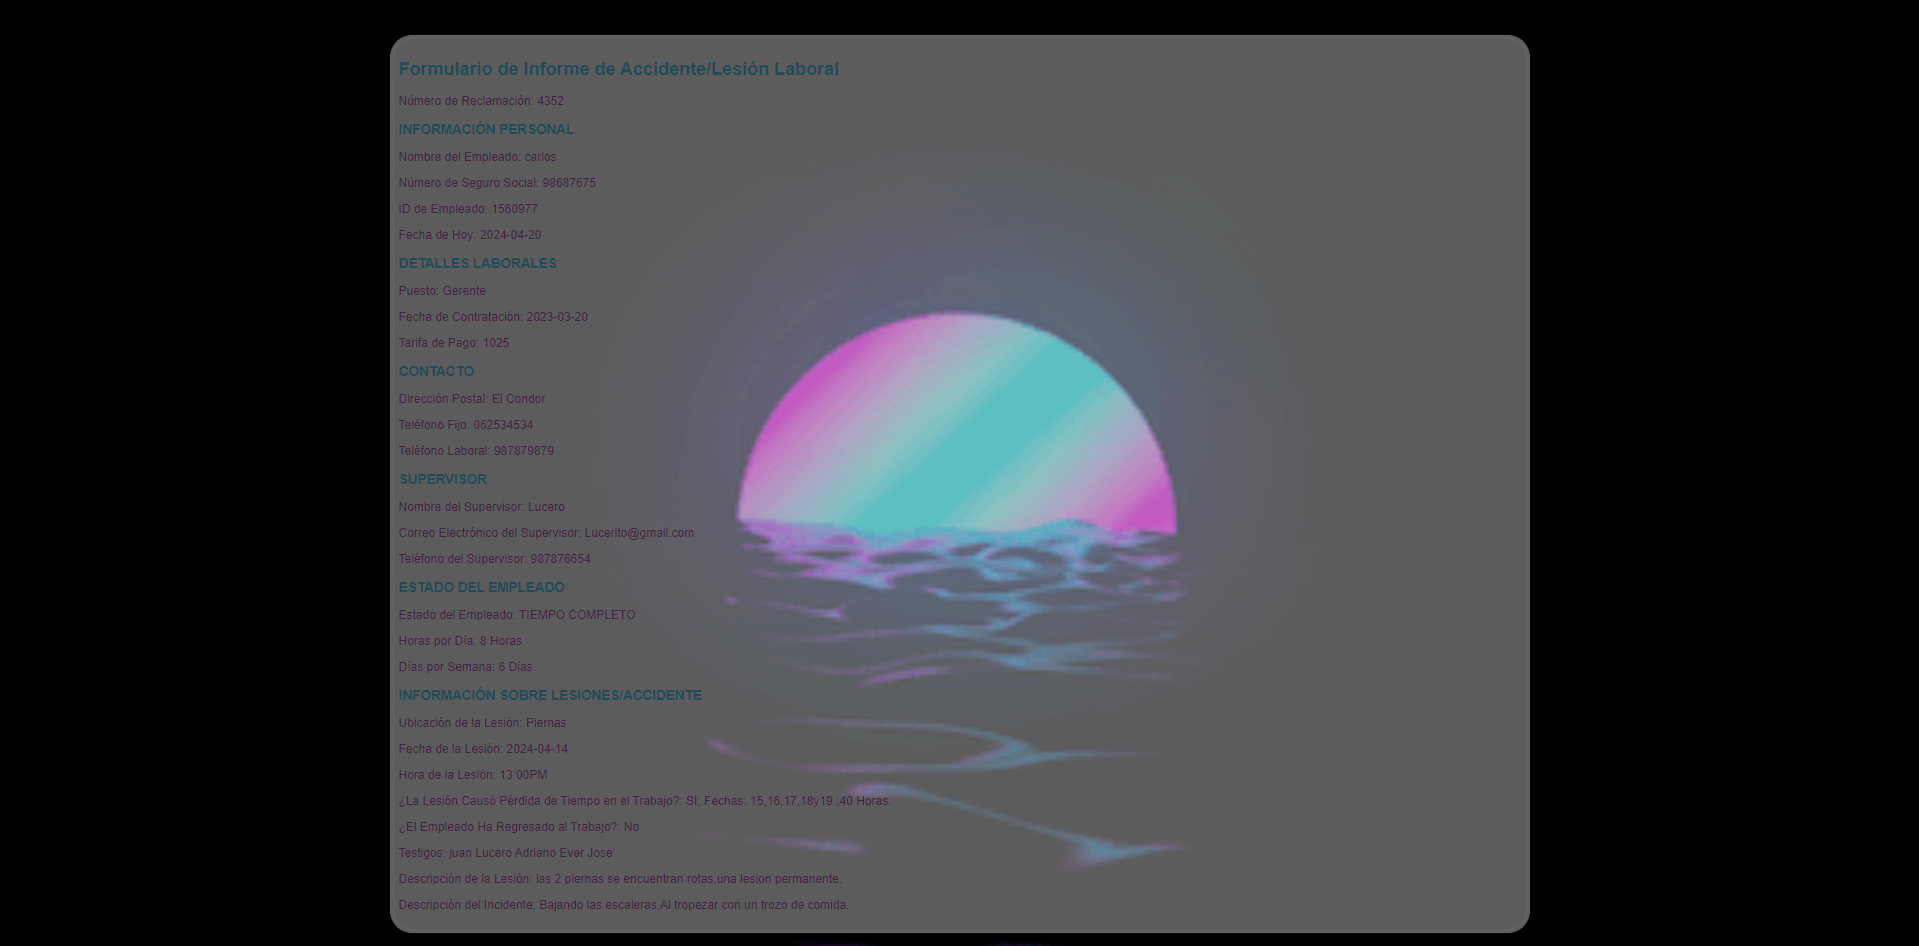 Formulario de Informe de Accidente/Lesión Laboral
Número de Reclamación: 4352
INFORMACIÓN PERSONAL
Nombre del Empleado: carlos
Número de Seguro Social: 98687675
ID de Empleado: 1560977
Fecha de Hoy: 2024-04-20
DETALLES LABORALES
Puesto: Gerente
Fecha de Contratación: 2023-03-20
Tarifa de Pago: 1025
CONTACTO
Dirección Postal: El Condor
Teléfono Fijo: 062534534
Teléfono Laboral: 987879879
SUPERVISOR
Nombre del Supervisor: Lucero
Correo Electrónico del Supervisor: Lucerito@gmail.com
Teléfono del Supervisor: 987876654
ESTADO DEL EMPLEADO
Estado del Empleado: TIEMPO COMPLETO
Horas por Día: 8 Horas
Días por Semana: 6 Dias
INFORMACIÓN SOBRE LESIONES/ACCIDENTE
Ubicación de la Lesión: Piernas
Fecha de la Lesión: 2024-04-14
Hora de la Lesión: 13:00PM
¿La Lesión Causó Pérdida de Tiempo en el Trabajo?: SI, Fechas: 15,16,17,18y19 ;40 Horas.
¿El Empleado Ha Regresado al Trabajo?: No
Testigos: juan Lucero Adriano Ever Jose
Descripción de la Lesión: las 2 piernas se encuentran rotas,una lesion permanente.
Descripción del Incidente: Bajando las escaleras,Al tropezar con un trozo de comida.